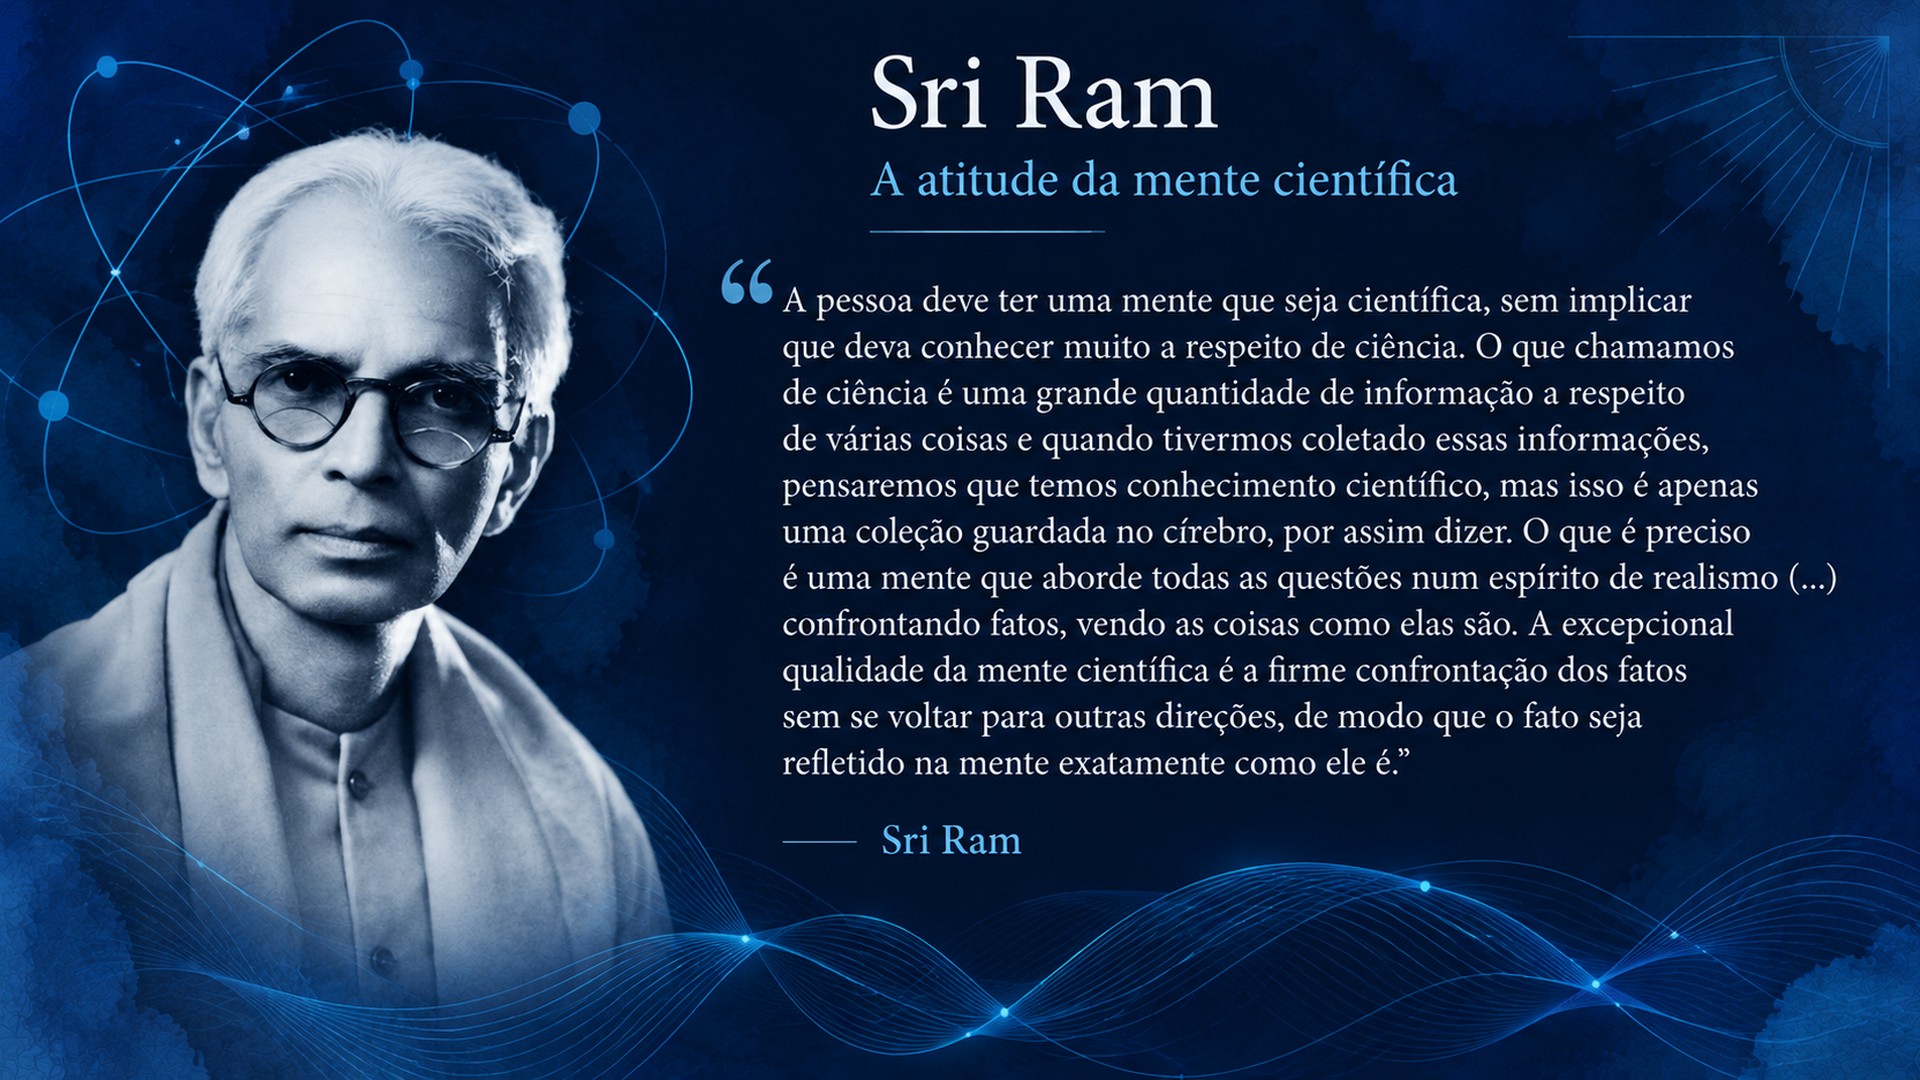 Sri Ram
A atitude da mente científica
“A pessoa deve ter uma mente que seja científica, sem implicar
que deva conhecer muito a respeito de ciência. O que chamamos
de ciência é uma grande quantidade de informação a respeito
de várias coisas e quando tivermos coletado essas informações,
pensaremos que temos conhecimento científico, mas isso é apenas
uma coleção guardada no círebro, por assim dizer. O que é preciso
é uma mente que aborde todas as questões num espírito de realismo (...)
confrontando fatos, vendo as coisas como elas são. A excepcional
qualidade da mente científica é a firme confrontação dos fatos
sem se voltar para outras direções, de modo que o fato seja
refletido na mente exatamente como ele é.”
— Sri Ram